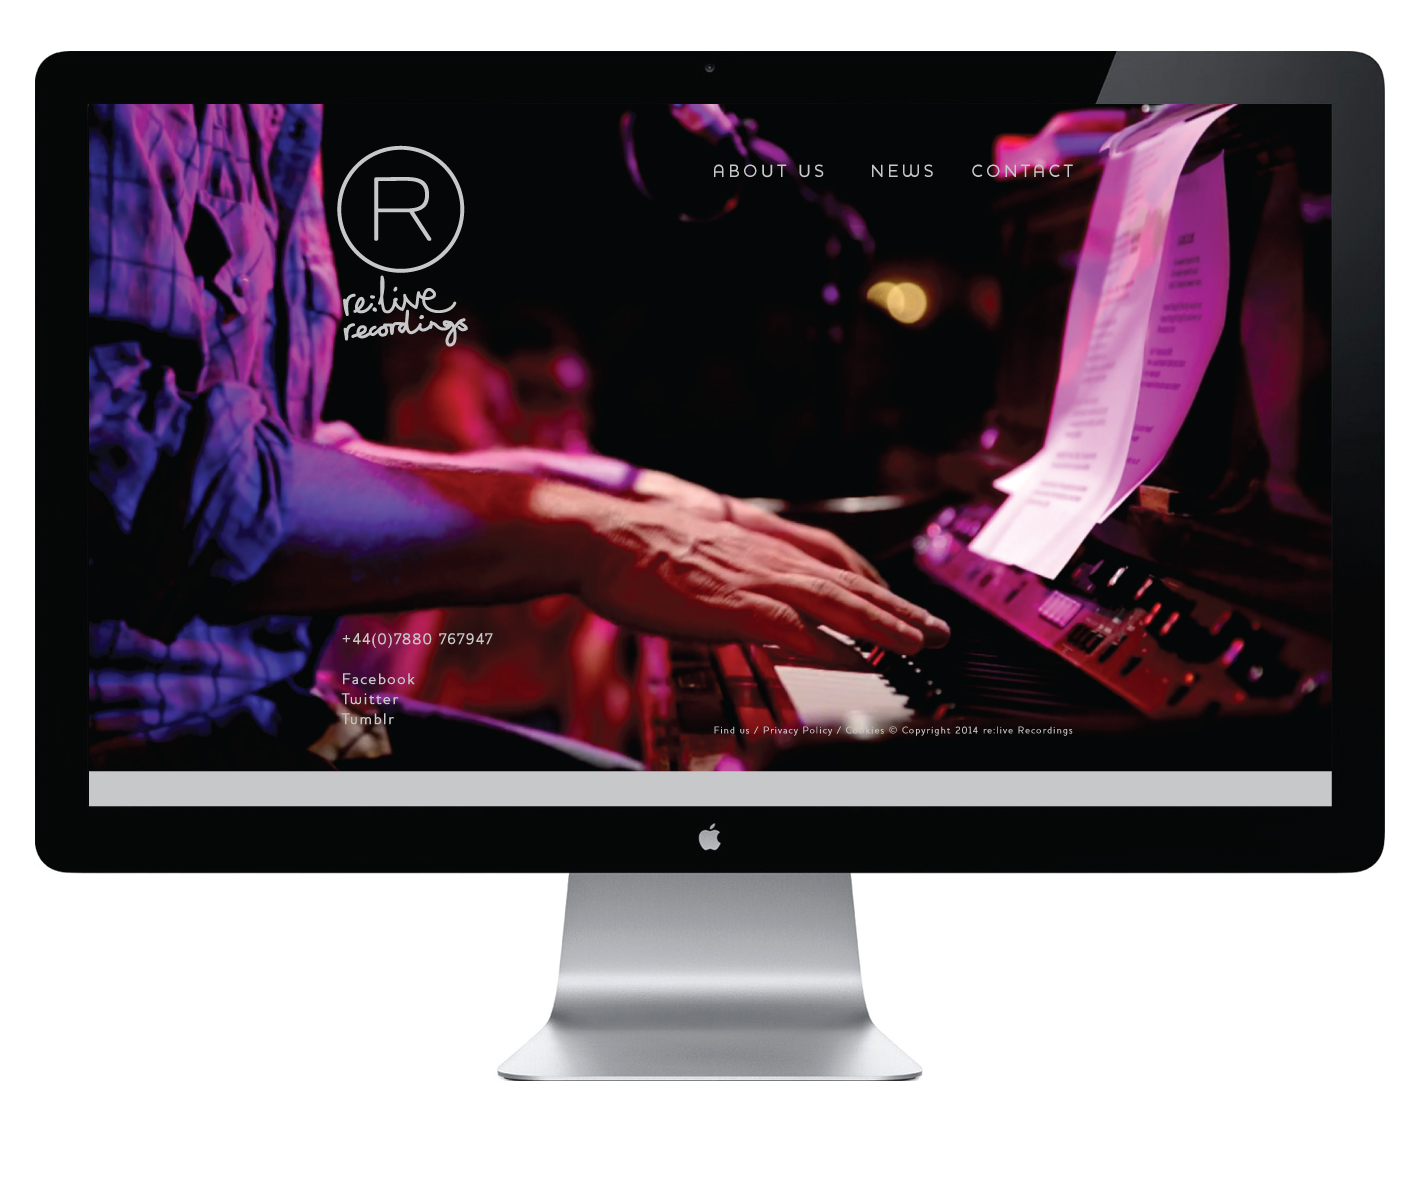 R
re:live
recordings
ABOUT US NEWS CONTACT
+44(0)7880 767947
Facebook
Twitter
Tumblr
Find us / Privacy Policy / Cookies © Copyright 2014 re:live Recordings